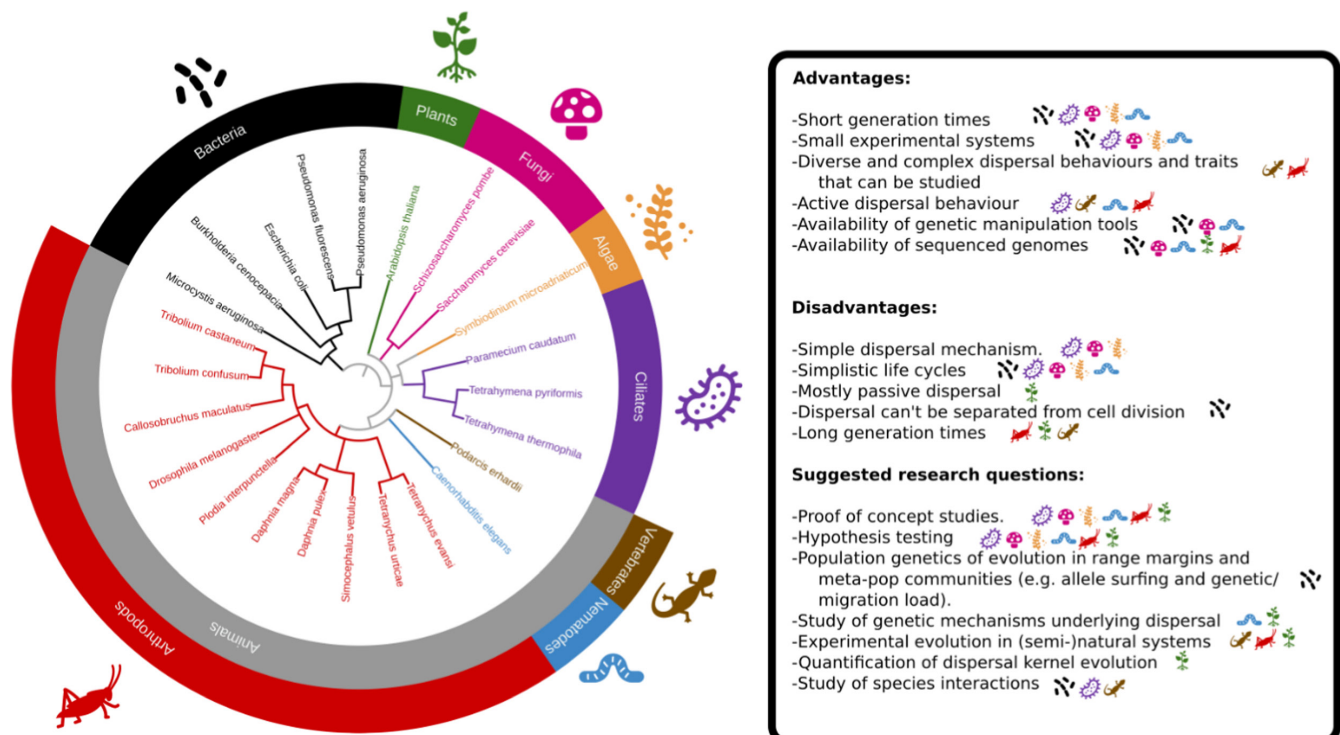 Bacteria
Plants
Fungi
Algae
Ciliates
Vertebrates
Nematodes
Arthropods
Animals
Pseudomonas aeruginosa
Pseudomonas fluorescens
Escherichia coli
Burkholderia cenocepacia
Microcystis aeruginosa
Arabidopsis thaliana
Schizosaccharomyces pombe
Saccharomyces cerevisiae
Symbiodinium microadriaticum
Paramecium caudatum
Tetrahymena pyriformis
Tetrahymena thermophila
Podarcis erhardii
Caenorhabditis elegans
Tetranychus evansi
Tetranychus urticae
Simocephalus vetulus
Daphnia pulex
Daphnia magna
Plodia interpunctella
Drosophila melanogaster
Callosobruchus maculatus
Tribolium confusum
Tribolium castaneum
Advantages:
-Short generation times
-Small experimental systems
-Diverse and complex dispersal behaviours and traits
that can be studied
-Active dispersal behaviour
-Availability of genetic manipulation tools
-Availability of sequenced genomes
Disadvantages:
-Simple dispersal mechanism.
-Simplistic life cycles
-Mostly passive dispersal
-Dispersal can't be separated from cell division
-Long generation times
Suggested research questions:
-Proof of concept studies.
-Hypothesis testing
-Population genetics of evolution in range margins and
meta-pop communities (e.g. allele surfing and genetic/
migration load).
-Study of genetic mechanisms underlying dispersal
-Experimental evolution in (semi-)natural systems
-Quantification of dispersal kernel evolution
-Study of species interactions